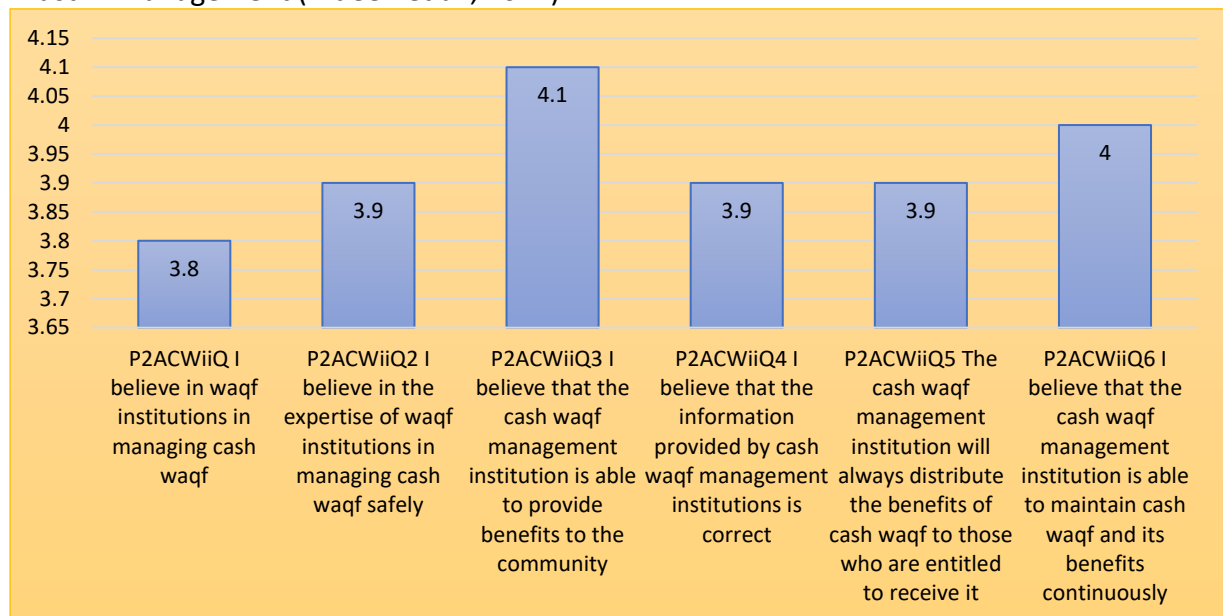 Management
4.15
4.1
4.05
4
3.95
3.9
3.85
3.8
3.75
3.7
3.65
3.8
3.9
4.1
3.9
3.9
4
P2ACWiiQ I
believe in waqf
institutions in
managing cash
waqf
P2ACWiiQ2 I
believe in the
expertise of waqf
institutions in
managing cash
waqf safely
P2ACWiiQ3 I
believe that the
cash waqf
management
institution is able
to provide
benefits to the
community
P2ACWiiQ4 I
believe that the
information
provided by cash
waqf management
institutions is
correct
P2ACWiiQ5 The
cash waqf
management
institution will
always distribute
the benefits of
cash waqf to those
who are entitled
to receive it
P2ACWiiQ6 I
believe that the
cash waqf
management
institution is able
to maintain cash
waqf and its
benefits
continuously